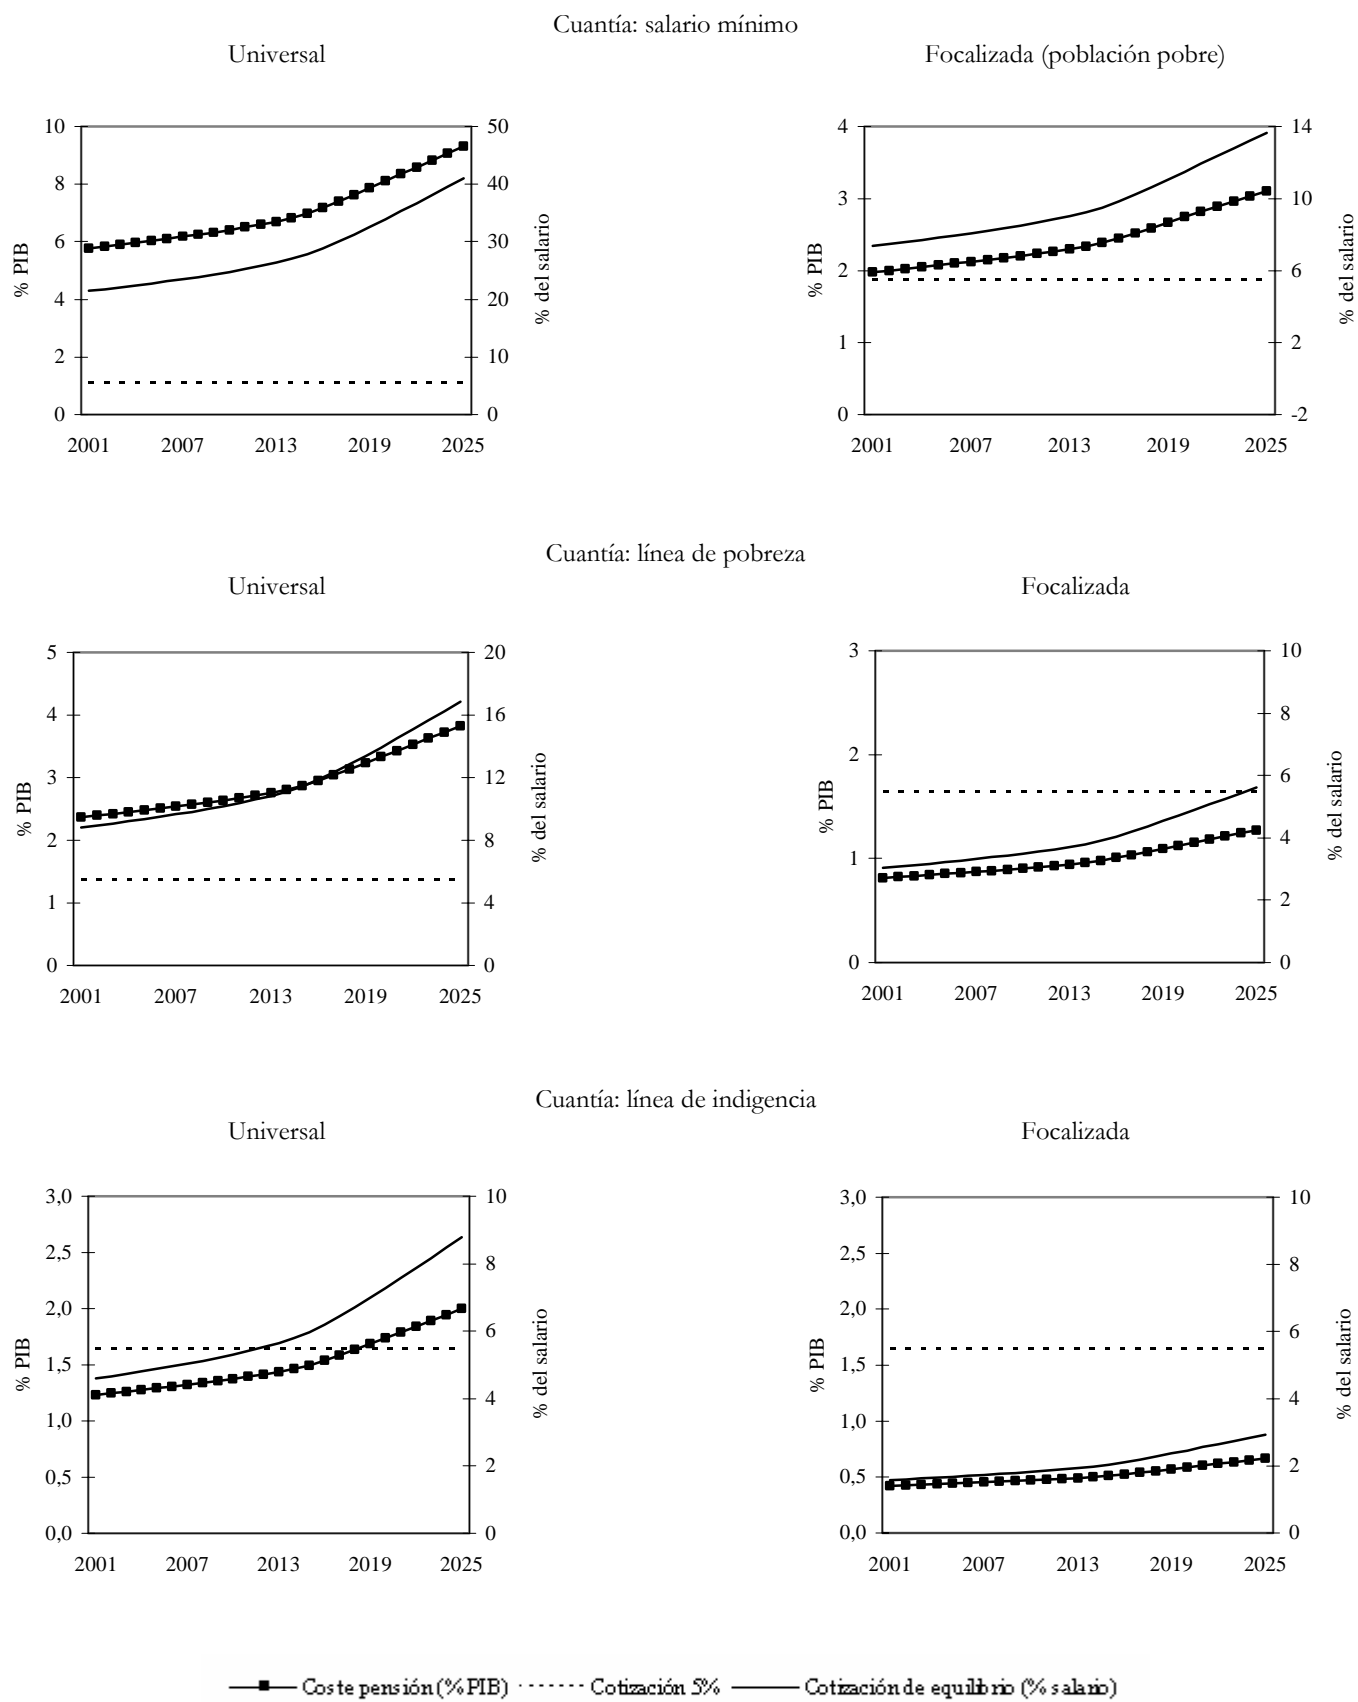 Cuantía: salario mínimo
Universal
Focalizada (población pobre)
10
8
6
4
2
0
% PIB
50
40
30
20
10
0
% del salario
2001 2007 2013 2019 2025
4
3
2
1
0
% PIB
14
10
6
2
-2
% del salario
2001 2007 2013 2019 2025
Cuantía: línea de pobreza
Universal
Focalizada
5
4
3
2
1
0
% PIB
20
16
12
8
4
0
% del salario
2001 2007 2013 2019 2025
3
2
1
0
% PIB
10
8
6
4
2
0
% del salario
2001 2007 2013 2019 2025
Cuantía: línea de indigencia
Universal
Focalizada
3,0
2,5
2,0
1,5
1,0
0,5
0,0
% PIB
10
8
6
4
2
0
% del salario
2001 2007 2013 2019 2025
3,0
2,5
2,0
1,5
1,0
0,5
0,0
% PIB
10
8
6
4
2
0
% del salario
2001 2007 2013 2019 2025
Coste pensión (%PIB) Cotización 5% Cotización de equilibrio (% salario)